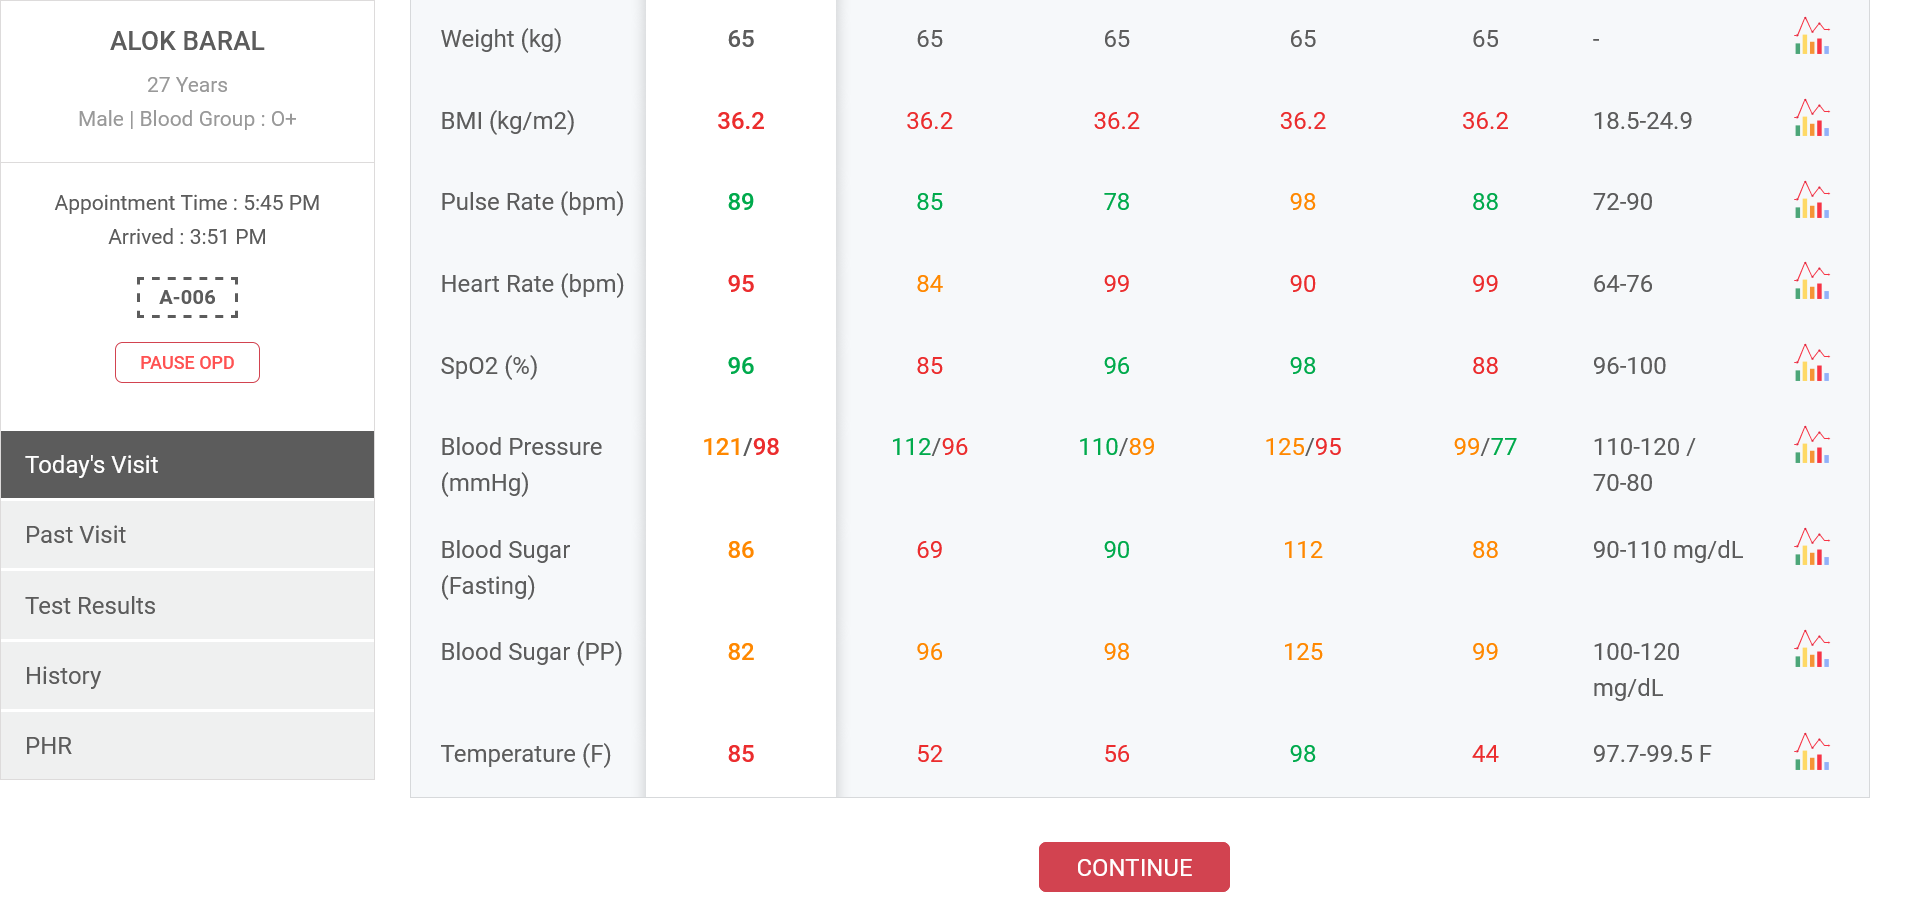 ALOK BARAL
27 Years
Male | Blood Group : O+
Appointment Time : 5:45 PM
Arrived : 3:51 PM
A-006
PAUSE OPD
Today's Visit
Past Visit
Test Results
History
PHR
Weight (kg) 65 65 65 65 65 -
BMI (kg/m2) 36.2 36.2 36.2 36.2 36.2 18.5-24.9
Pulse Rate (bpm) 89 85 78 98 88 72-90
Heart Rate (bpm) 95 84 99 90 99 64-76
SpO2 (%) 96 85 96 98 88 96-100
Blood Pressure 121/98 112/96 110/89 125/95 99/77 110-120 /
(mmHg) 70-80
Blood Sugar 86 69 90 112 88 90-110 mg/dL
(Fasting)
Blood Sugar (PP) 82 96 98 125 99 100-120
mg/dL
Temperature (F) 85 52 56 98 44 97.7-99.5 F
CONTINUE